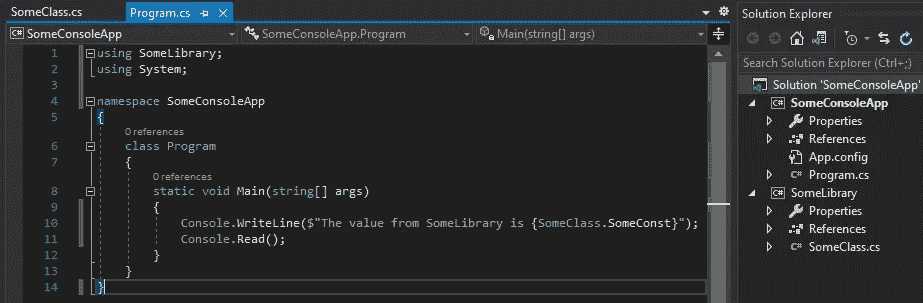 SomeClass.cs
Program.cs
SomeConsoleApp
SomeConsoleApp.Program
Main(string[] args)
1 using SomeLibrary;
2 using System;
3
4 namespace SomeConsoleApp
5 {
0 references
6 class Program
7 {
0 references
8 static void Main(string[] args)
9 {
10 Console.WriteLine($"The value from SomeLibrary is {SomeClass.SomeConst}");
11 Console.Read();
12 }
13 }
14 }
Solution Explorer
Search Solution Explorer (Ctrl+;)
Solution 'SomeConsoleApp'
C# SomeConsoleApp
Properties
References
App.config
C# Program.cs
C# SomeLibrary
Properties
References
C# SomeClass.cs